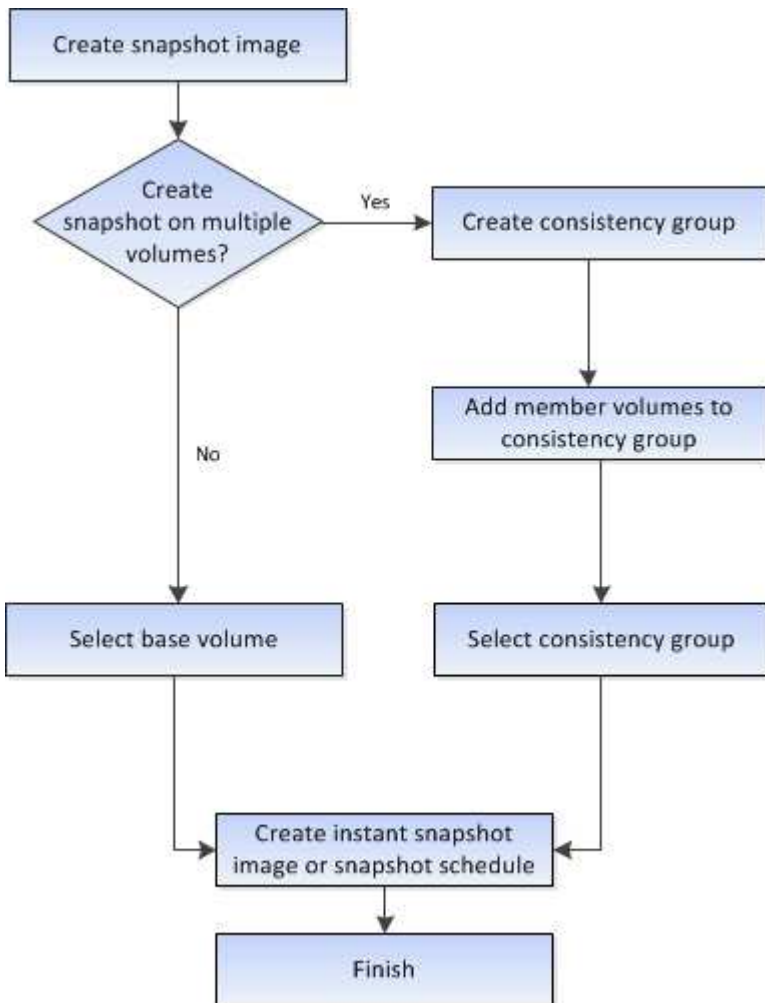 Create snapshot image
Create
snapshot on multiple
volumes?
Yes
Create consistency group
Add member volumes to
consistency group
No
Select base volume
Select consistency group
Create instant snapshot
image or snapshot schedule
Finish